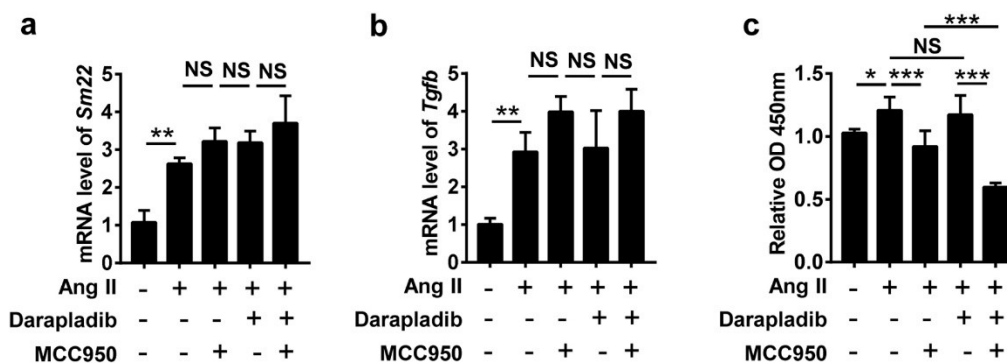 a
b
c
mRNA level of Sm22
5
4
3
2
1
0
**
NS
NS
NS
mRNA level of Tgfb
5
4
3
2
1
0
**
NS
NS
NS
Relative OD 450nm
1.5
1.0
0.5
0.0
*
***
NS
***
***
Ang II
- + + + +
Darapladib
- - - + +
MCC950
- - + - +
Ang II
- + + + +
Darapladib
- - - + +
MCC950
- - + - +
Ang II
- + + + +
Darapladib
- - - + +
MCC950
- - + - +